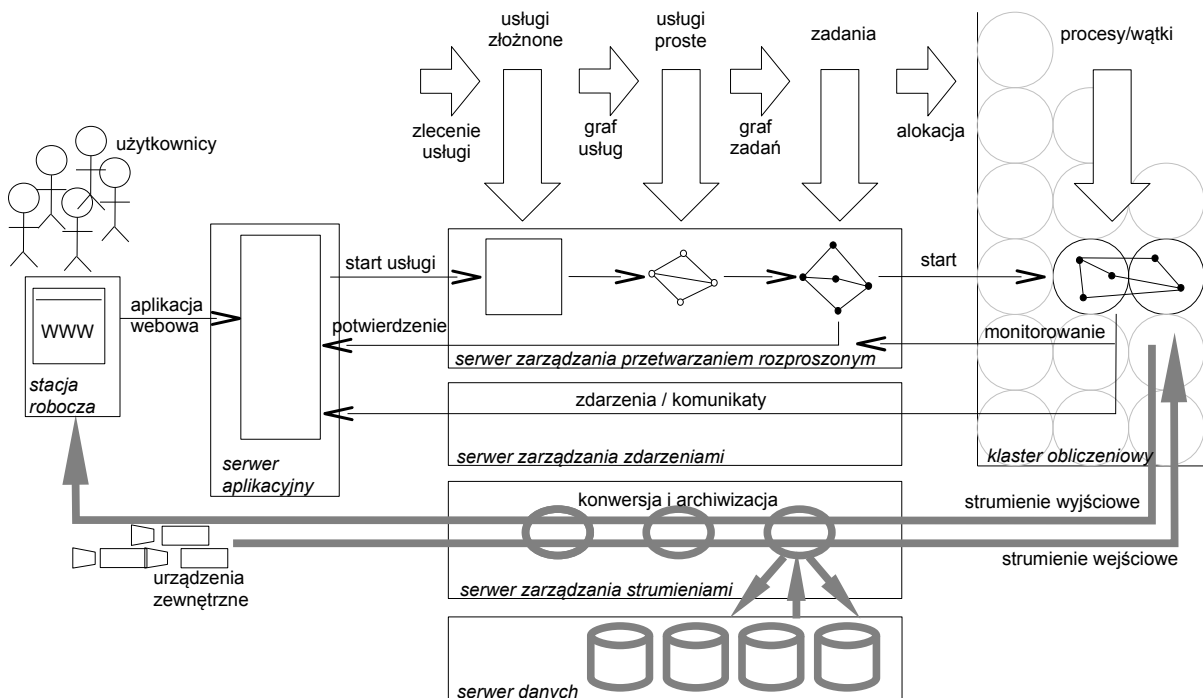 usługi
złożnone
usługi
proste
zadania
procesy/wątki
zlecenie
usługi
graf
usług
graf
zadań
alokacja
użytkownicy
start usługi
start
aplikacja
webowa
WWW
potwierdzenie
monitorowanie
serwer zarządzania przetwarzaniem rozproszonym
stacja
robocza
zdarzenia / komunikaty
serwer zarządzania zdarzeniami
klaster obliczeniowy
serwer
aplikacyjny
konwersja i archiwizacja
strumienie wyjściowe
strumienie wejściowe
urządzenia
zewnętrzne
serwer zarządzania strumieniami
serwer danych